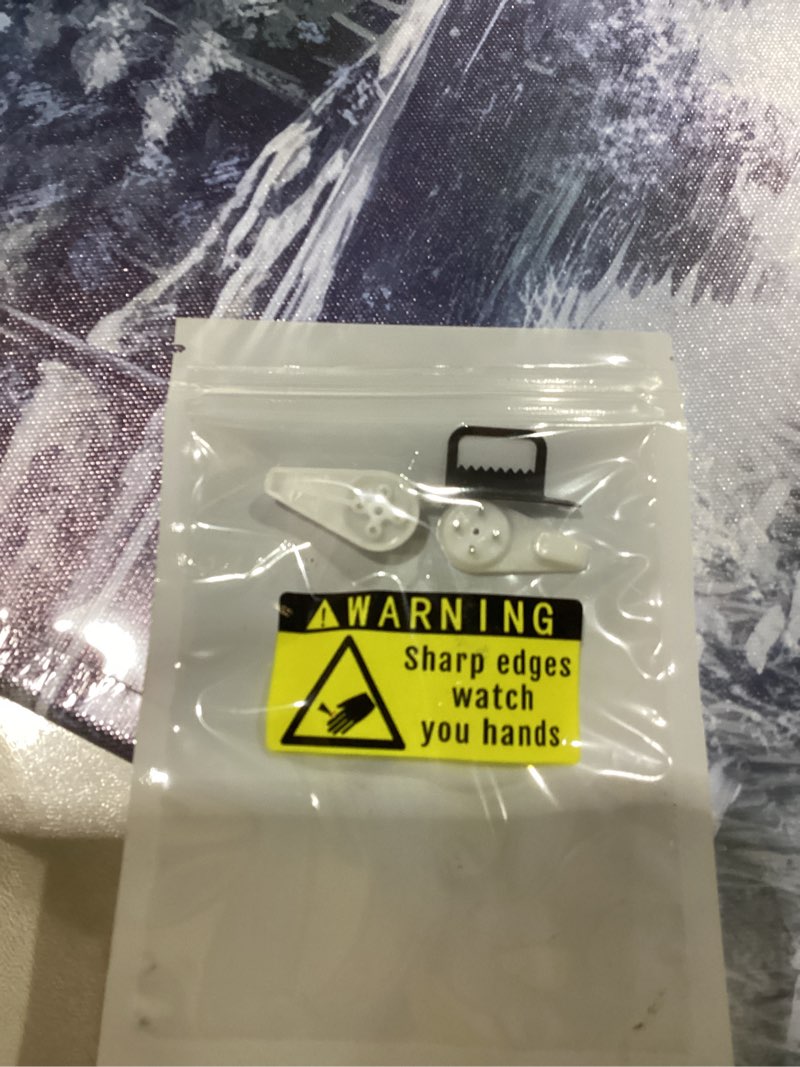 WARNING
Sharp edges
watch
you hands.